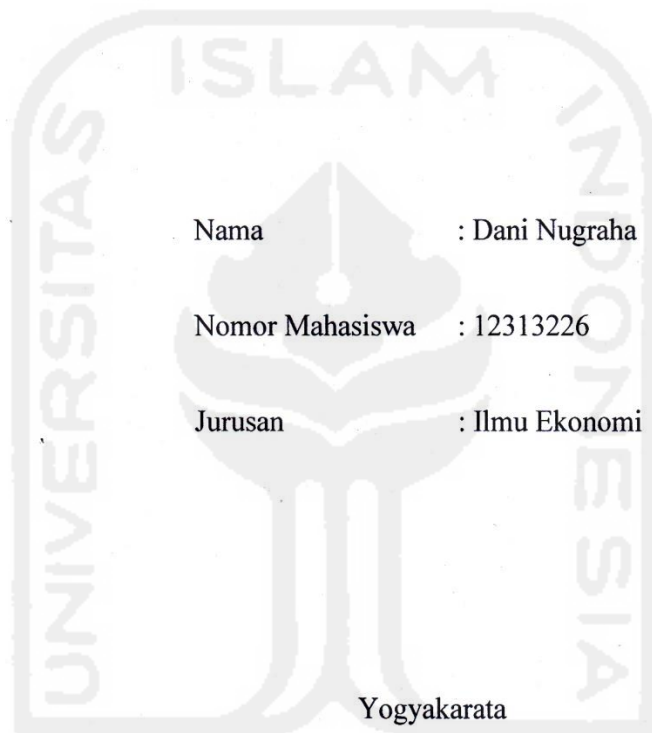 UNIVERSITAS ISLAM INDONESIA
Nama : Dani Nugraha
Nomor Mahasiswa : 12313226
Jurusan : Ilmu Ekonomi
Yogyakarata